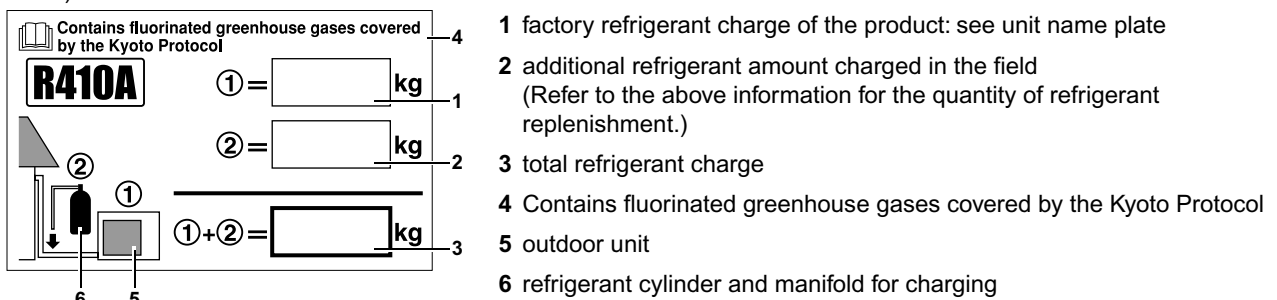 Contains fluorinated greenhouse gases covered
by the Kyoto Protocol
4
R410A
① =
kg
1
② =
kg
2
②
①
①+② =
kg
3
6
5
1 factory refrigerant charge of the product: see unit name plate
2 additional refrigerant amount charged in the field
(Refer to the above information for the quantity of refrigerant
replenishment.)
3 total refrigerant charge
4 Contains fluorinated greenhouse gases covered by the Kyoto Protocol
5 outdoor unit
6 refrigerant cylinder and manifold for charging